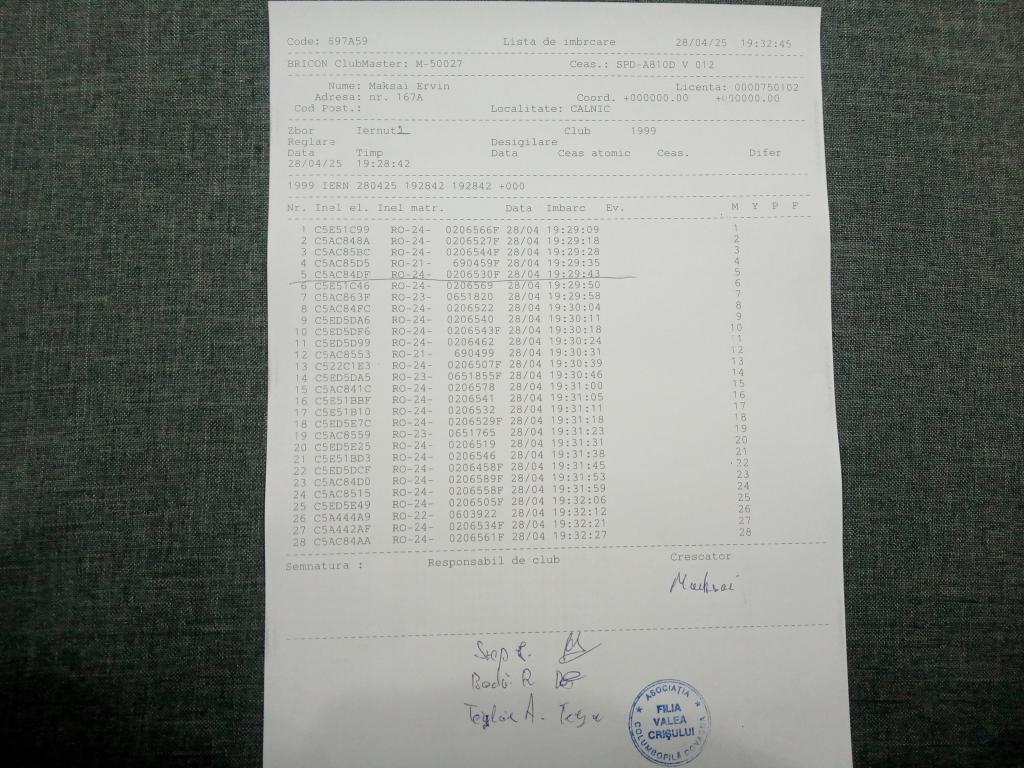 Code: 697A59 Lista de imbrcare 28/04/25 19:32:45
BRICON ClubMaster: M-50027 Ceas.: SPD-A810D V 012
Nume: Maksai Ervin Licenta: 0000750102
Adresa: nr. 167A Coord. +000000.00 +000000.00
Cod Post.: Localitate: CALNIC
Zbor Iernut1 Club 1999
Reglare Desigilare
Data Timp Data Ceas atomic Ceas. Difer
28/04/25 19:28:42
1999 IERN 280425 192842 192842 +000
Nr. Inel el. Inel matr. Data Imbarc Ev. M Y P F
1 C5E51C99 RO-24- 0206566F 28/04 19:29:09 1
2 C5AC848A RO-24- 0206527F 28/04 19:29:18 2
3 C5AC85BC RO-24- 0206544F 28/04 19:29:28 3
4 C5AC85D5 RO-21- 690459F 28/04 19:29:35 4
5 C5AC84DF RO-24- 0206530F 28/04 19:29:43 5
6 C5E51C46 RO-24- 0206569 28/04 19:29:50 6
7 C5AC863F RO-23- 0651820 28/04 19:29:58 7
8 C5AC84FC RO-24- 0206522 28/04 19:30:04 8
9 C5ED5DA6 RO-24- 0206540 28/04 19:30:11 9
10 C5ED5DF6 RO-24- 0206543F 28/04 19:30:18 10
11 C5ED5D99 RO-24- 0206462 28/04 19:30:24 11
12 C5AC8553 RO-21- 690499 28/04 19:30:31 12
13 C522C1E3 RO-24- 0206507F 28/04 19:30:39 13
14 C5ED5DA5 RO-23- 0651855F 28/04 19:30:46 14
15 C5AC841C RO-24- 0206578 28/04 19:31:00 15
16 C5E51BBF RO-24- 0206541 28/04 19:31:05 16
17 C5E51B10 RO-24- 0206532 28/04 19:31:11 17
18 C5ED5E7C RO-24- 0206529F 28/04 19:31:18 18
19 C5AC8559 RO-23- 0651765 28/04 19:31:23 19
20 C5ED5E25 RO-24- 0206519 28/04 19:31:31 20
21 C5E51BD3 RO-24- 0206546 28/04 19:31:38 21
22 C5ED5DCF RO-24- 0206458F 28/04 19:31:45 22
23 C5AC84D0 RO-24- 0206589F 28/04 19:31:53 23
24 C5AC8515 RO-24- 0206558F 28/04 19:31:59 24
25 C5ED5E49 RO-24- 0206505F 28/04 19:32:06 25
26 C5A444A9 RO-22- 0603922 28/04 19:32:12 26
27 C5A442AF RO-24- 0206534F 28/04 19:32:21 27
28 C5AC84AA RO-24- 0206561F 28/04 19:32:27 28
Semnatura : Responsabil de club Crescator
Maksai
ASOCIAȚIA
FILIA
VALEA
CRIȘULUI
COLUMBOFILĂ COVASNA